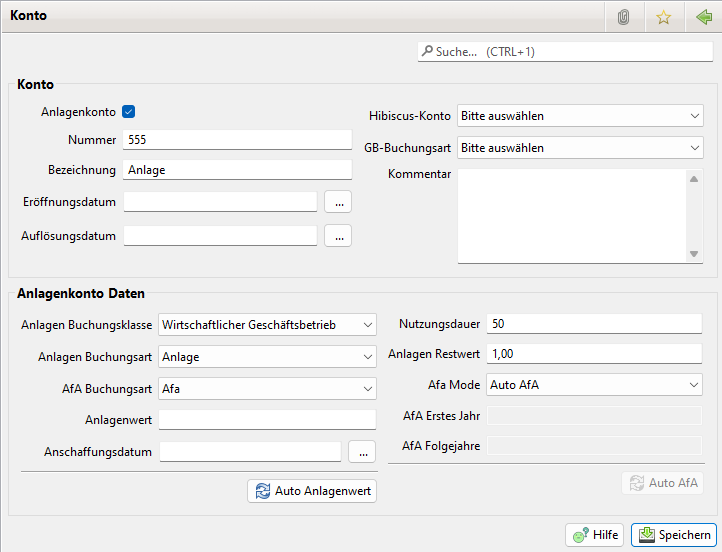 Konto
Suche... (CTRL+1)
Konto
Anlagenkonto
Nummer 555
Bezeichnung Anlage
Eröffnungsdatum ...
Auflösungsdatum ...
Hibiscus-Konto Bitte auswählen
GB-Buchungsart Bitte auswählen
Kommentar
Anlagenkonto Daten
Anlagen Buchungsklasse Wirtschaftlicher Geschäftsbetrieb
Anlagen Buchungsart Anlage
AfA Buchungsart Afa
Anlagenwert
Anschaffungsdatum ...
Auto Anlagenwert
Nutzungsdauer 50
Anlagen Restwert 1,00
Afa Mode Auto AfA
AfA Erstes Jahr
AfA Folgejahre
Auto AfA
Hilfe
Speichern